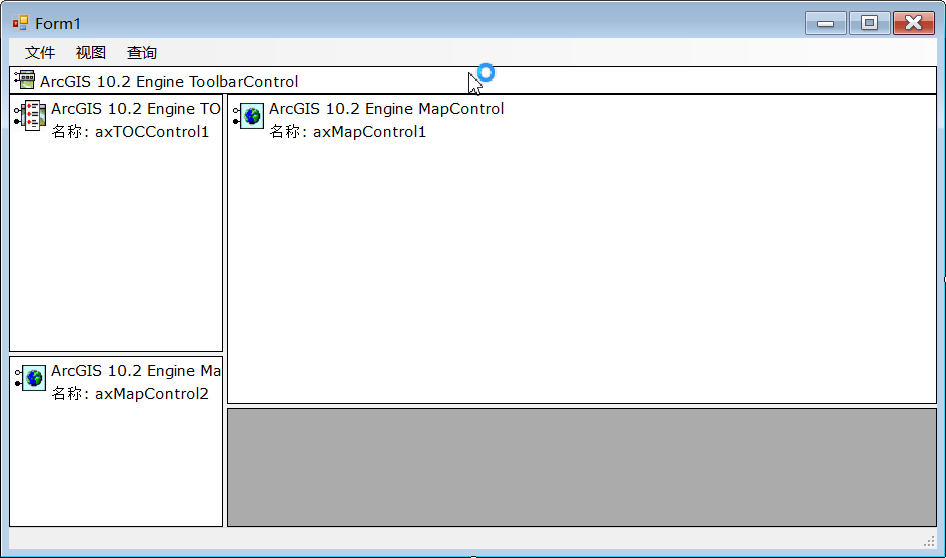 Form1
文件 视图 查询
ArcGIS 10.2 Engine ToolbarControl
ArcGIS 10.2 Engine TO
名称: axTOCControl1
ArcGIS 10.2 Engine MapControl
名称: axMapControl1
ArcGIS 10.2 Engine Ma
名称: axMapControl2